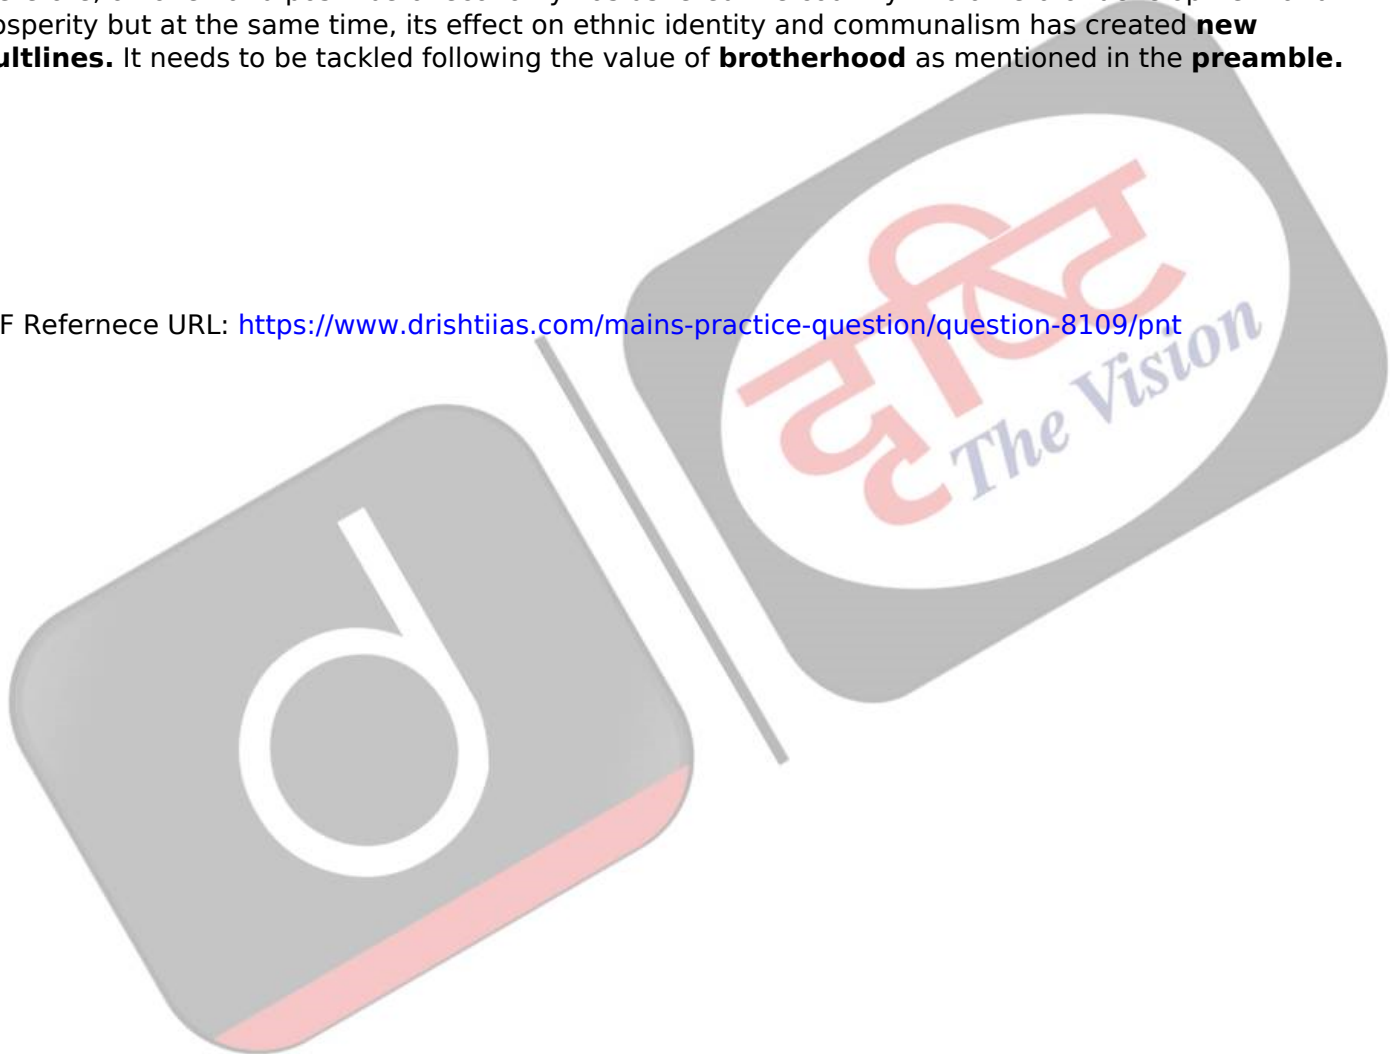 osperity but at the same time, its effect on ethnic identity and communalism has created new
ultlines. It needs to be tackled following the value of brotherhood as mentioned in the preamble.
F Refernece URL: https://www.drishtiias.com/mains-practice-question/question-8109/pnt
दृष्टि
The Vision
d